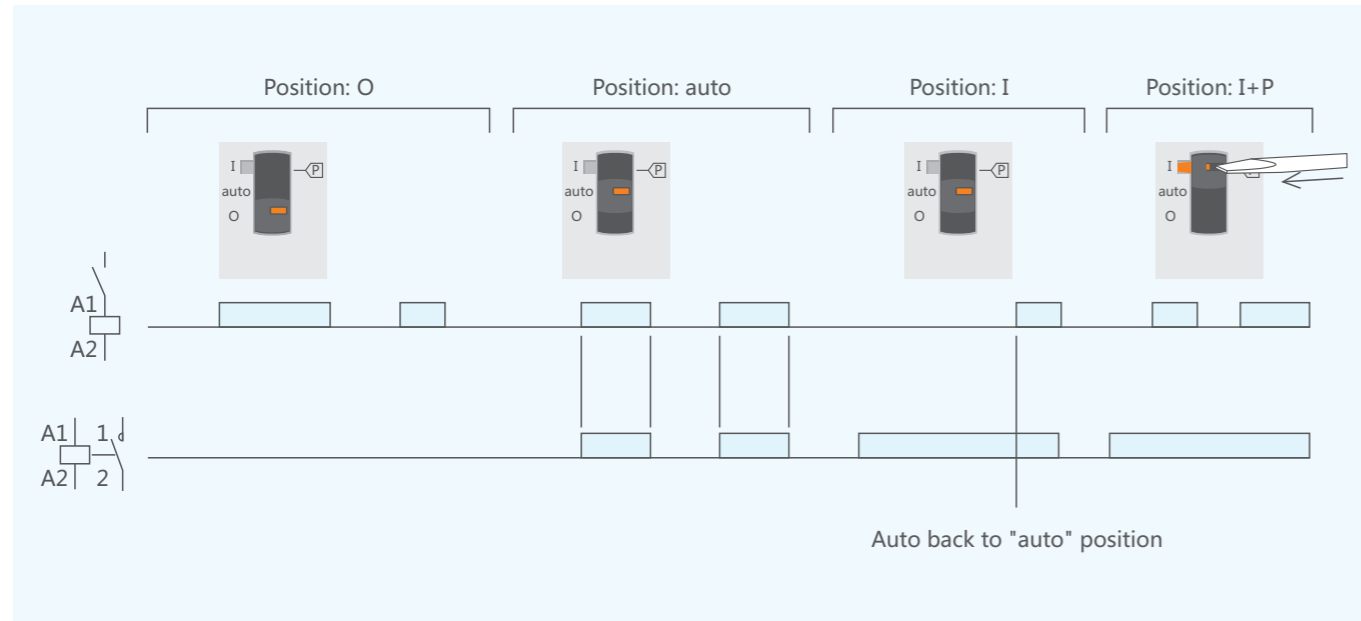 Position: O
Position: auto
Position: I
Position: I+P
I
P
auto
O
I
P
auto
O
I
P
auto
O
I
auto
O
A1
A2
A1 1
A2 2
Auto back to "auto" position